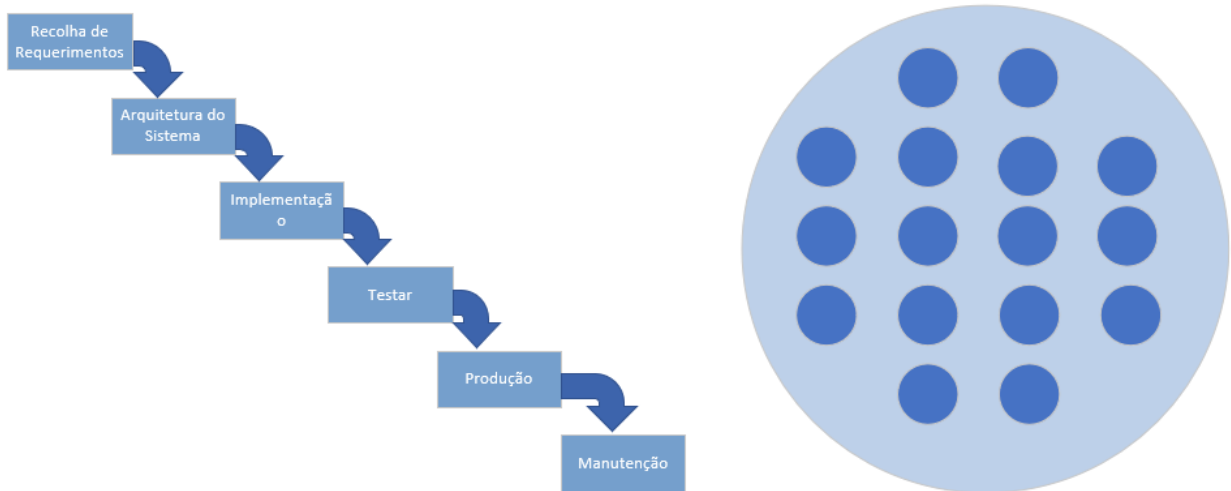 Recolha de
Requerimentos
Arquitetura do
Sistema
Implementaçã
o
Testar
Produção
Manutenção